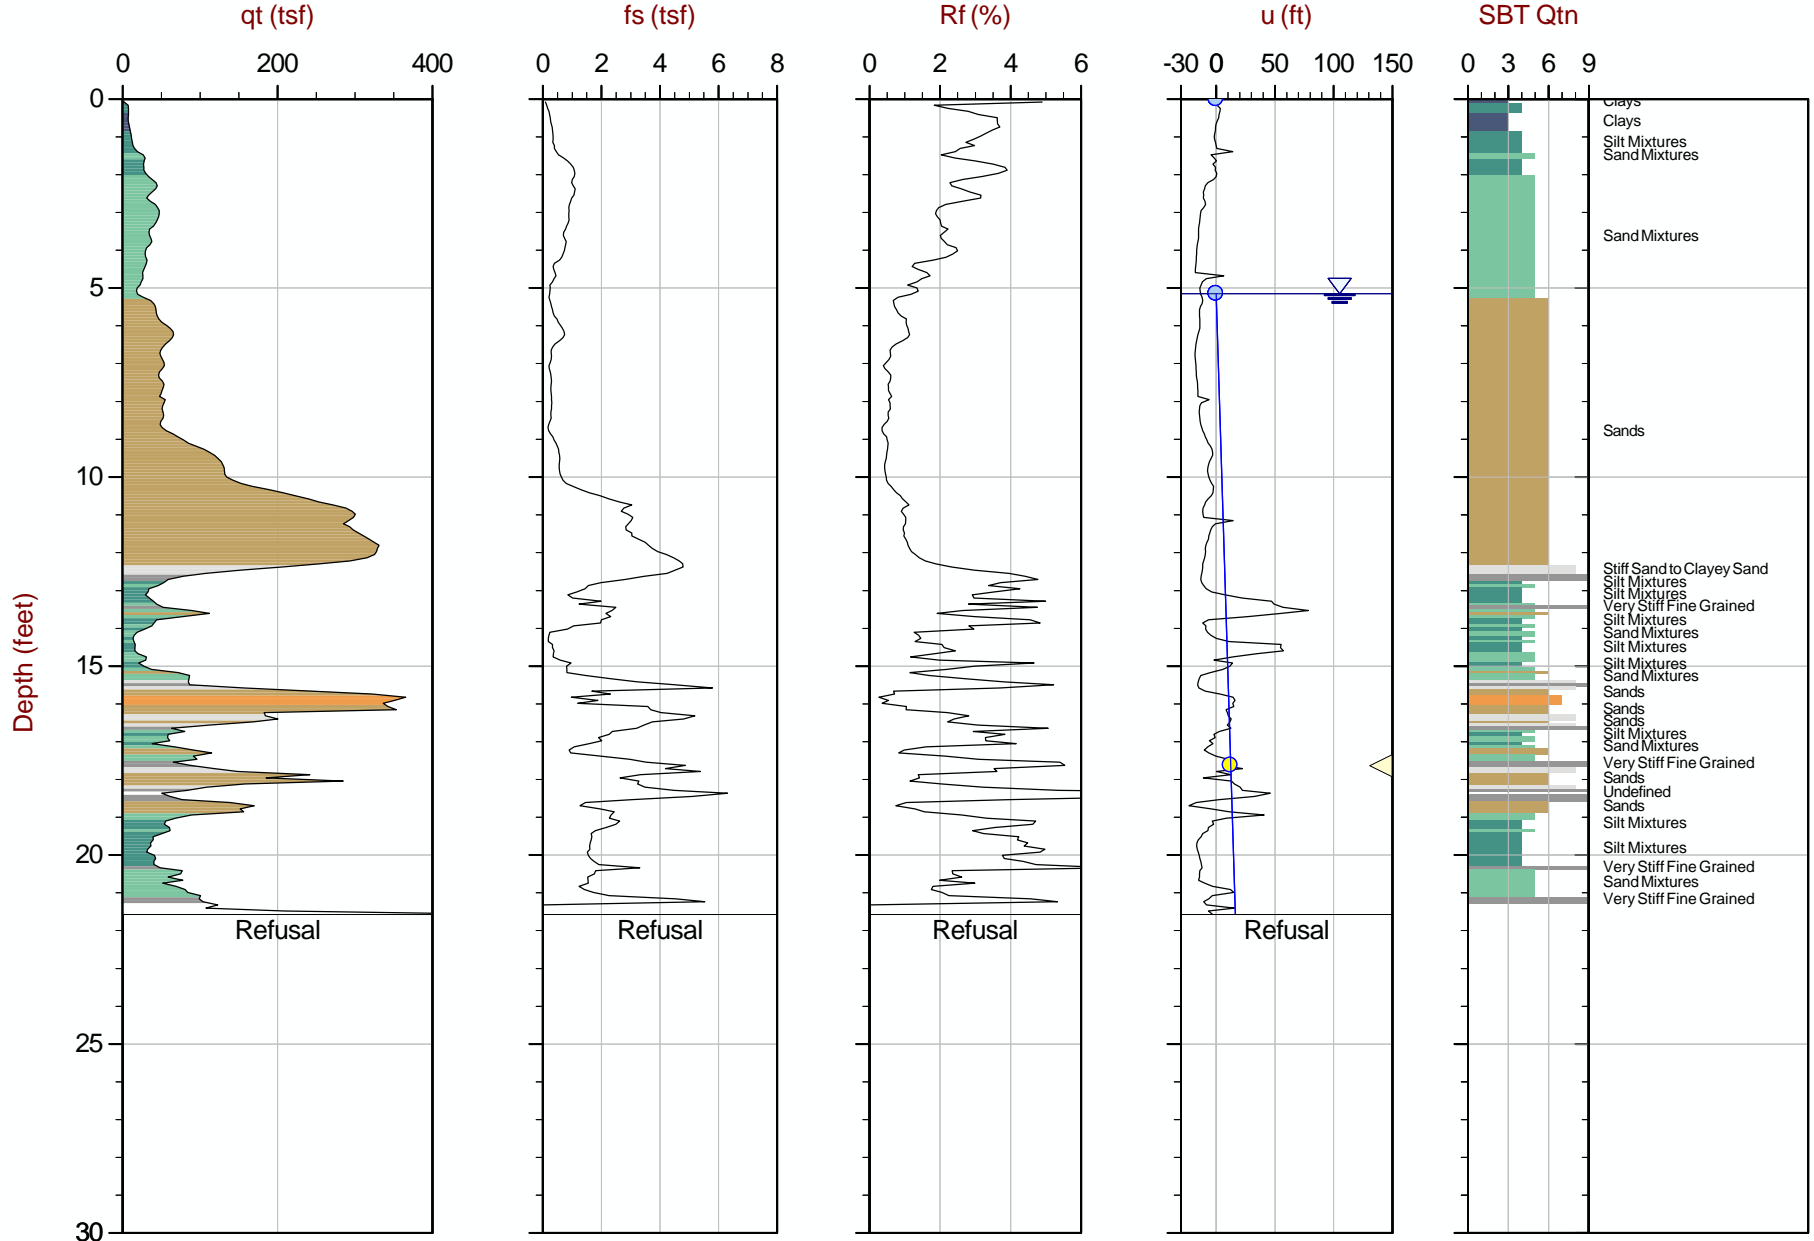 qt (tsf) fs (tsf) Rf (%) u (ft) SBT Qtn
0 200 400 0 2 4 6 8 0 2 4 6 -30 0 50 100 150 0 3 6 9
0
Clays
Clays
Silt Mixtures
Sand Mixtures
Sand Mixtures
5
Sands
10
Stiff Sand to Clayey Sand
Silt Mixtures
Silt Mixtures
Very Stiff Fine Grained
Silt Mixtures
Sand Mixtures
Silt Mixtures
15
Silt Mixtures
Sand Mixtures
Sands
Sands
Sands
Silt Mixtures
Sand Mixtures
Very Stiff Fine Grained
Sands
Undefined
Sands
Silt Mixtures
Silt Mixtures
20
Very Stiff Fine Grained
Sand Mixtures
Very Stiff Fine Grained
Refusal Refusal Refusal Refusal
25
30
Depth (feet)